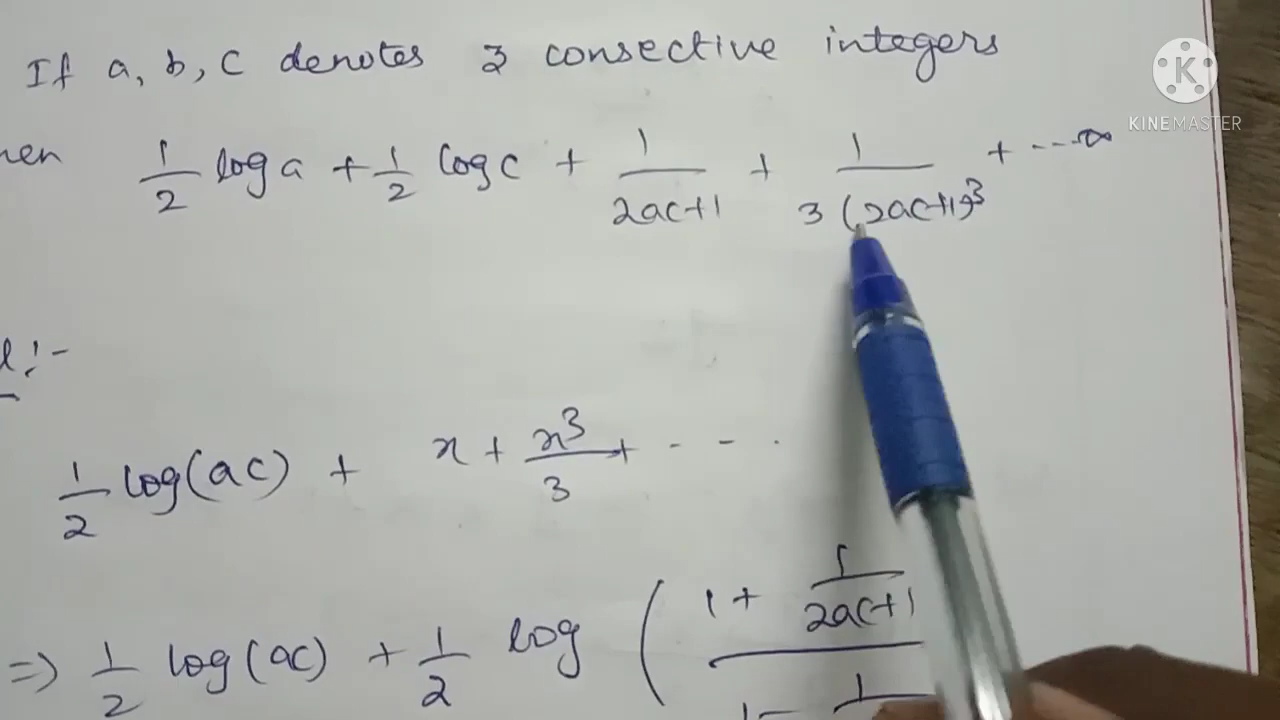 If a, b, c denotes 3 consective integers
K
KINEMASTER
hen 1/2 log a + 1/2 log c + 1/(2ac+1) + 1/(3(2ac+1)^3) + ---∞
l:-
1/2 log(ac) + x + x^3/3 + - - .
=> 1/2 log(ac) + 1/2 log ( 1 + 1/(2ac+1)
1 - 1